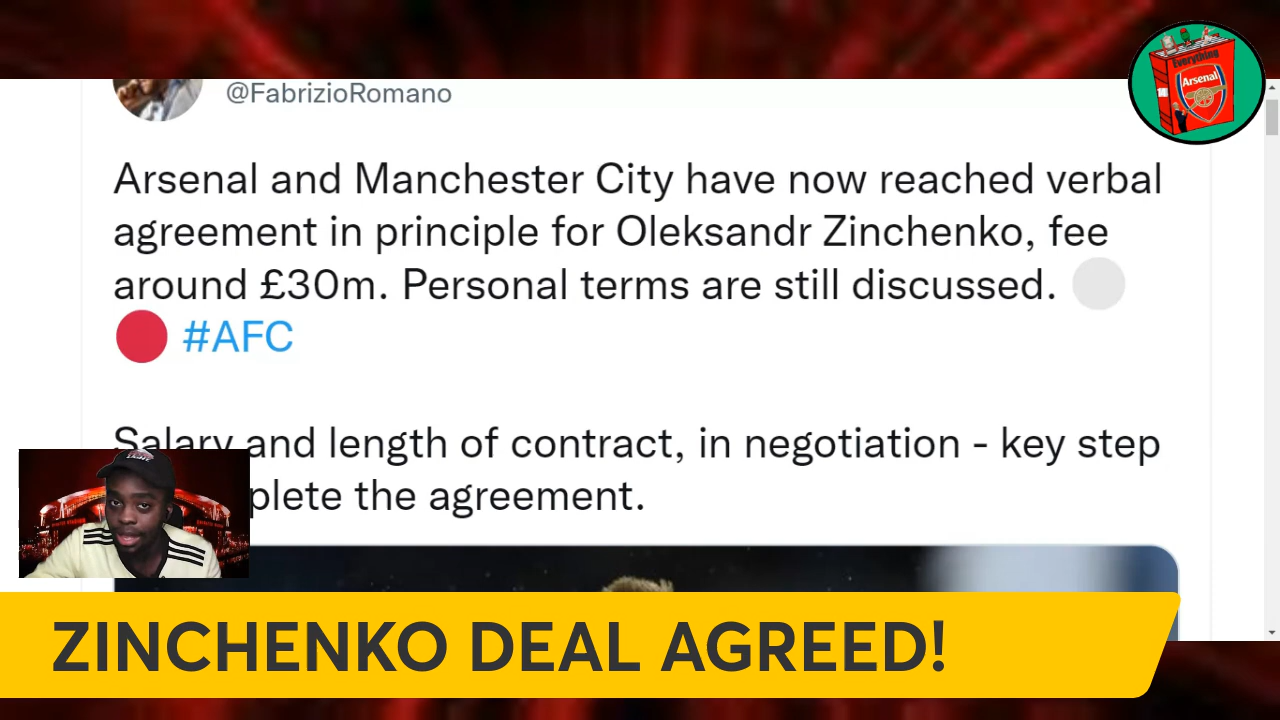 Everything
Arsenal
@FabrizioRomano
Arsenal and Manchester City have now reached verbal
agreement in principle for Oleksandr Zinchenko, fee
around £30m. Personal terms are still discussed.
#AFC
Salary and length of contract, in negotiation - key step
plete the agreement.
ZINCHENKO DEAL AGREED!